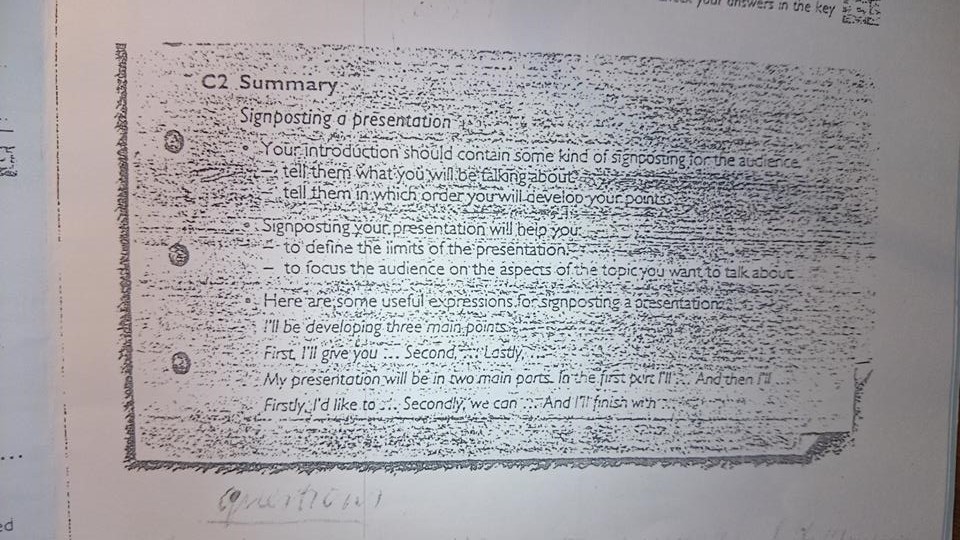 your answers in the key
C2 Summary
Signposting a presentation
• Your introduction should contain some kind of signposting for the audience
– tell them what you will be talking about
– tell them in which order you will develop your points.
• Signposting your presentation will help you:
– to define the limits of the presentation.
– to focus the audience on the aspects of the topic you want to talk about
• Here are some useful expressions for signposting a presentation:
I'll be developing three main points.
First, I'll give you ... Second, ... Lastly, ...
My presentation will be in two main parts. In the first part I'll ... And then I'll ...
Firstly, I'd like to ... Secondly, we can ... And I'll finish with ...
questions
ed